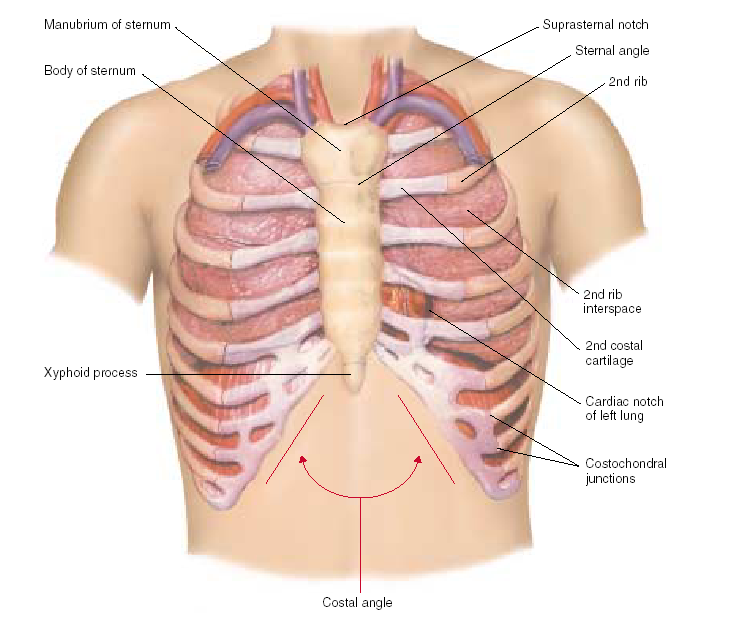 Manubrium of sternum
Body of sternum
Xyphoid process
Suprasternal notch
Sternal angle
2nd rib
2nd rib
interspace
2nd costal
cartilage
Cardiac notch
of left lung
Costochondral
junctions
Costal angle